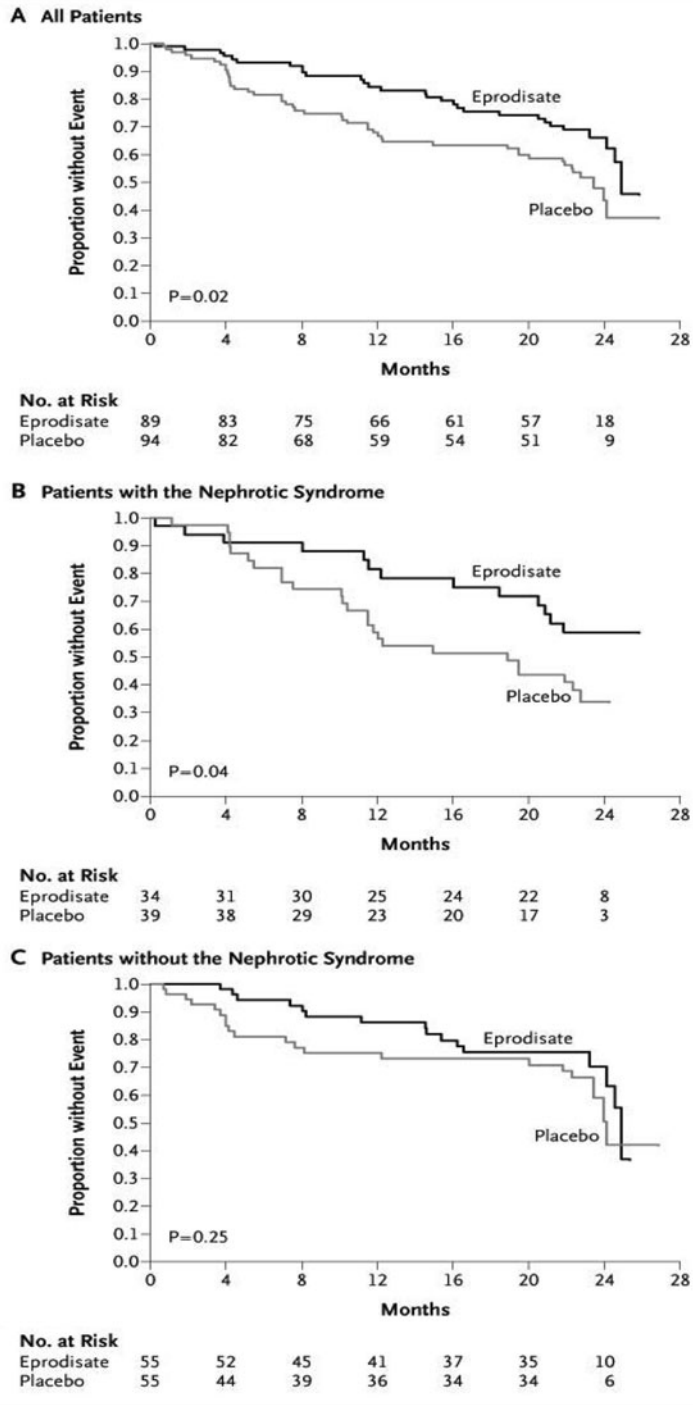 A All Patients
1.0
0.9
0.8
0.7
0.6
0.5
0.4
0.3
0.2
0.1
0.0
Proportion without Event
Eprodisate
Placebo
P=0.02
0 4 8 12 16 20 24 28
Months
No. at Risk
Eprodisate 89 83 75 66 61 57 18
Placebo 94 82 68 59 54 51 9
B Patients with the Nephrotic Syndrome
1.0
0.9
0.8
0.7
0.6
0.5
0.4
0.3
0.2
0.1
0.0
Proportion without Event
Eprodisate
Placebo
P=0.04
0 4 8 12 16 20 24 28
Months
No. at Risk
Eprodisate 34 31 30 25 24 22 8
Placebo 39 38 29 23 20 17 3
C Patients without the Nephrotic Syndrome
1.0
0.9
0.8
0.7
0.6
0.5
0.4
0.3
0.2
0.1
0.0
Proportion without Event
Eprodisate
Placebo
P=0.25
0 4 8 12 16 20 24 28
Months
No. at Risk
Eprodisate 55 52 45 41 37 35 10
Placebo 55 44 39 36 34 34 6